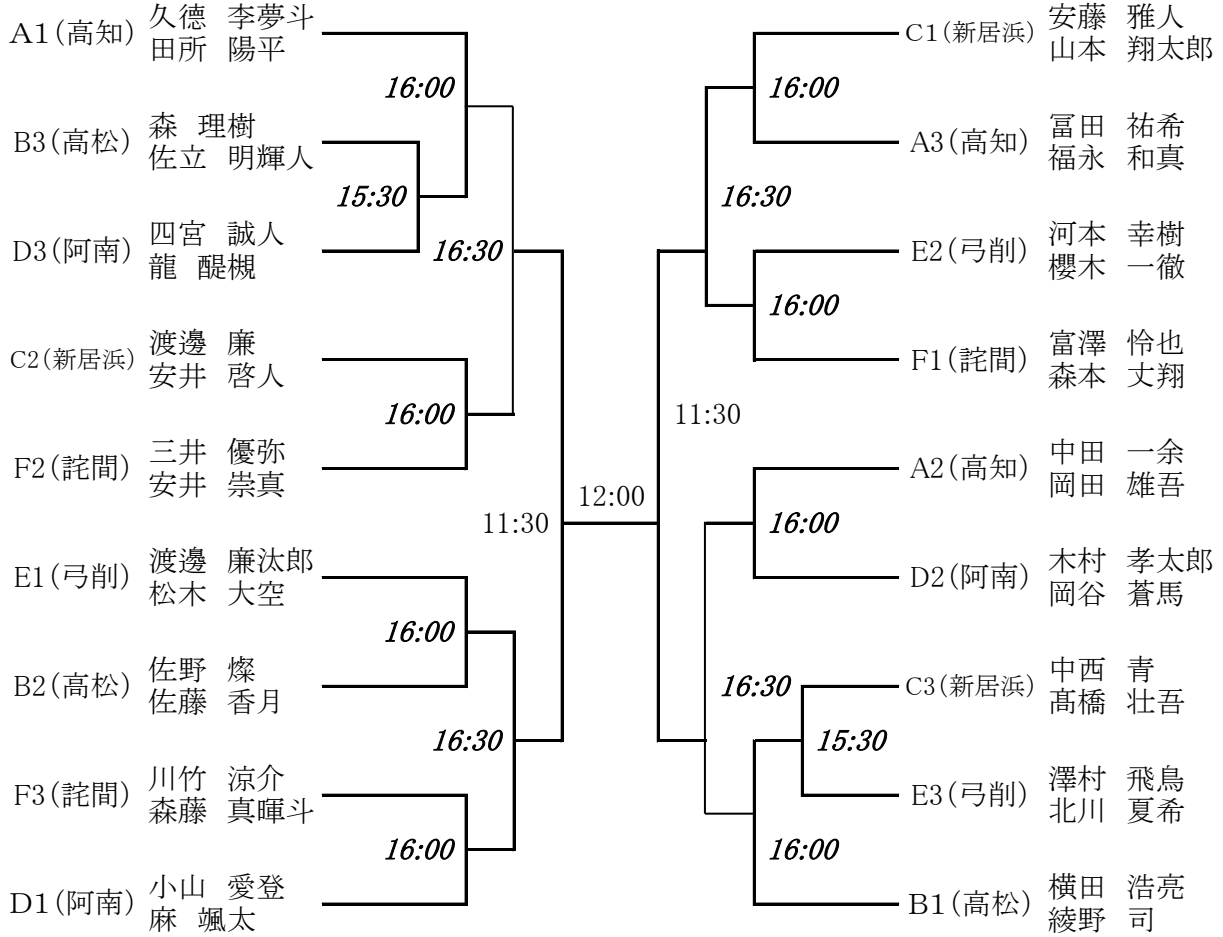 A1(高知) 久德 李夢斗
田所 陽平
16:00
B3(高松) 森 理樹
佐立 明輝人
15:30
D3(阿南) 四宮 誠人
龍 醍槻
16:30
C2(新居浜) 渡邊 廉
安井 啓人
16:00
F2(詫間) 三井 優弥
安井 崇真
11:30
E1(弓削) 渡邊 廉汰郎
松木 大空
16:00
B2(高松) 佐野 燦
佐藤 香月
16:30
F3(詫間) 川竹 涼介
森藤 真暉斗
16:00
D1(阿南) 小山 愛登
麻 颯太
12:00
C1(新居浜) 安藤 雅人
山本 翔太郎
16:00
A3(高知) 冨田 祐希
福永 和真
16:30
E2(弓削) 河本 幸樹
櫻木 一徹
16:00
F1(詫間) 富澤 怜也
森本 丈翔
11:30
A2(高知) 中田 一余
岡田 雄吾
16:00
D2(阿南) 木村 孝太郎
岡谷 蒼馬
16:30
C3(新居浜) 中西 青
髙橋 壮吾
15:30
E3(弓削) 澤村 飛鳥
北川 夏希
16:00
B1(高松) 横田 浩亮
綾野 司